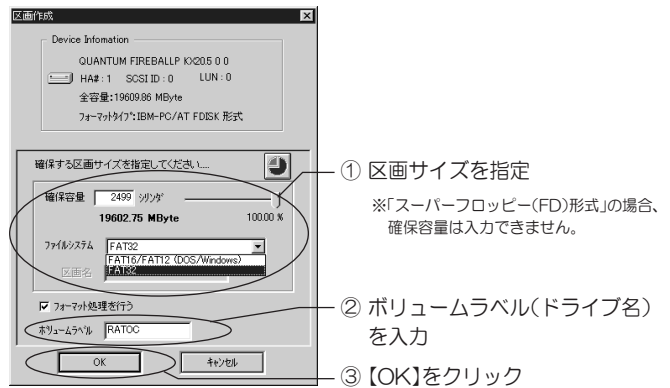 区画作成
Device Infomation
QUANTUM FIREBALLP KX20.5 0 0
HA# : 1 SCSI ID : 0 LUN : 0
全容量:19609.86 MByte
フォーマットタイプ:IBM-PC/AT FDISK 形式
確保する区画サイズを指定してください....
確保容量 2499 シリンダ
19602.75 MByte 100.00 %
ファイルシステム FAT32
FAT16/FAT12 (DOS/Windows)
FAT32
区画名
フォーマット処理を行う
ボリュームラベル RATOC
OK キャンセル
① 区画サイズを指定
※「スーパーフロッピー(FD)形式」の場合、
確保容量は入力できません。
② ボリュームラベル(ドライブ名)
を入力
③【OK】をクリック